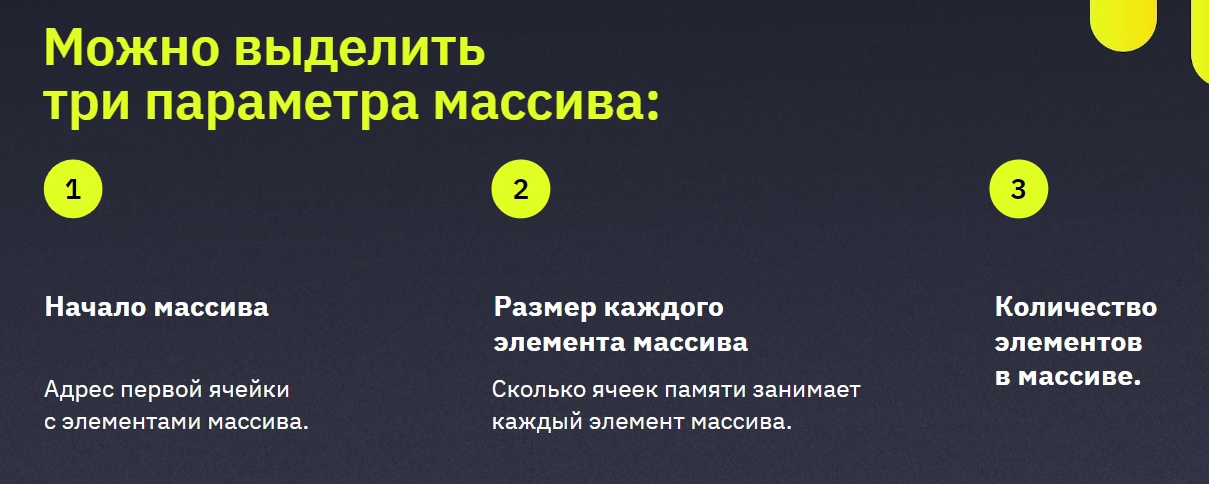 Можно выделить
три параметра массива:
1
Начало массива
Адрес первой ячейки
с элементами массива.
2
Размер каждого
элемента массива
Сколько ячеек памяти занимает
каждый элемент массива.
3
Количество
элементов
в массиве.